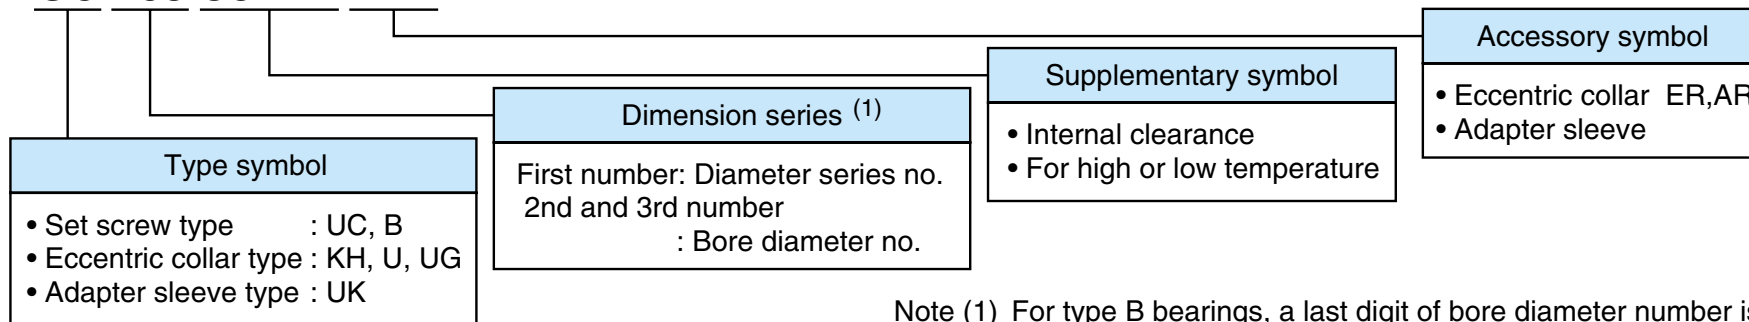 Accessory symbol
• Eccentric collar ER,AR
• Adapter sleeve
Supplementary symbol
• Internal clearance
• For high or low temperature
Dimension series (1)
First number: Diameter series no.
2nd and 3rd number
: Bore diameter no.
Type symbol
• Set screw type : UC, B
• Eccentric collar type : KH, U, UG
• Adapter sleeve type : UK
Note (1) For type B bearings, a last digit of bore diameter number is